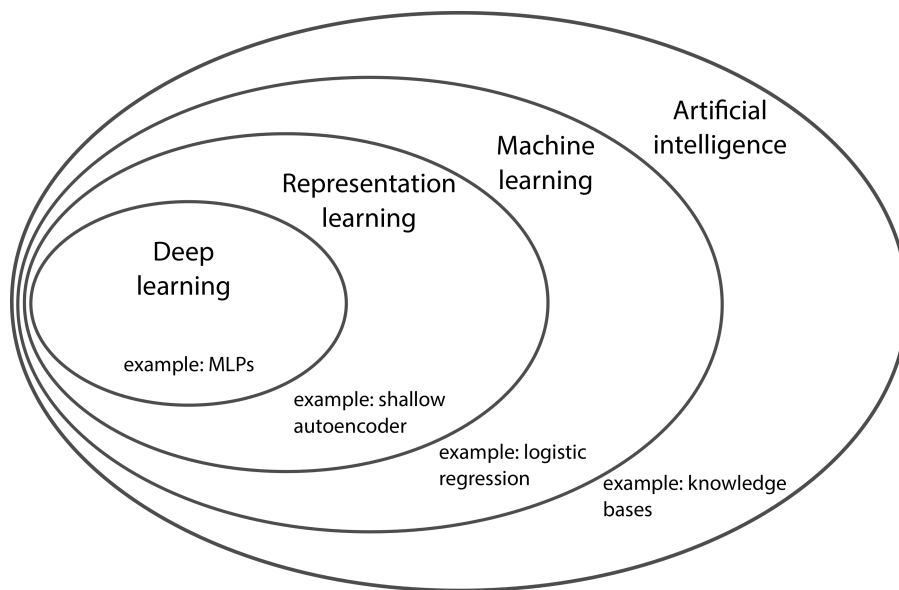 Artificial
intelligence
Machine
learning
Representation
learning
Deep
learning
example: MLPs
example: shallow
autoencoder
example: logistic
regression
example: knowledge
bases